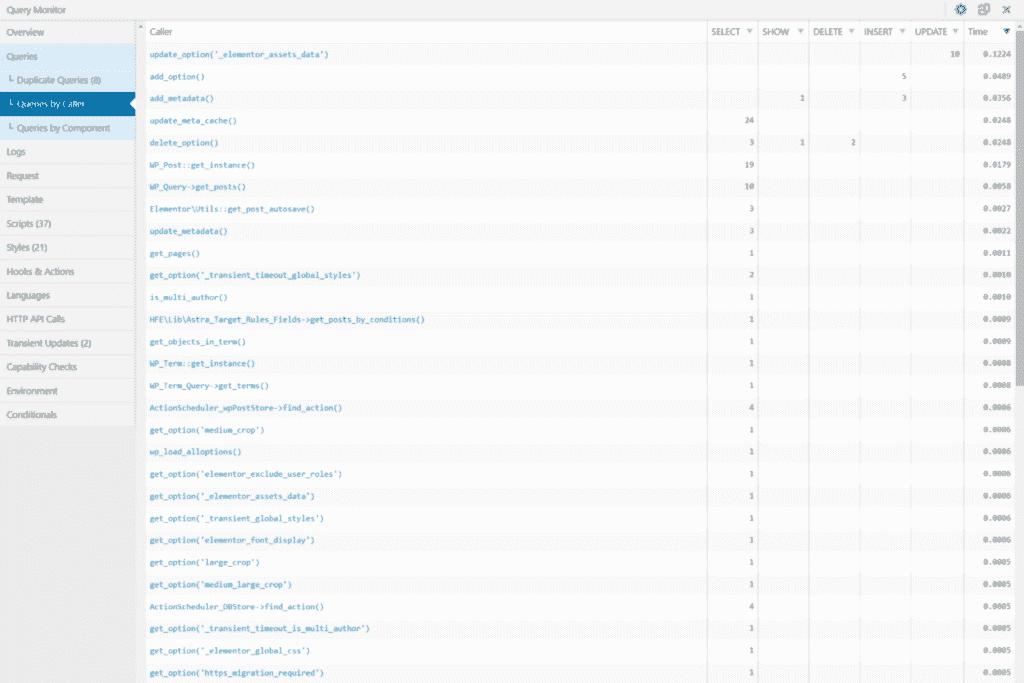 Query Monitor
Overview
Queries
└ Duplicate Queries (8)
└ Queries by Caller
└ Queries by Component
Logs
Request
Template
Scripts (37)
Styles (21)
Hooks & Actions
Languages
HTTP API Calls
Transient Updates (2)
Capability Checks
Environment
Conditionals
Caller SELECT SHOW DELETE INSERT UPDATE Time
update_option('_elementor_assets_data') 10 0.1224
add_option() 5 0.0489
add_metadata() 1 3 0.0356
update_meta_cache() 24 0.0248
delete_option() 3 1 2 0.0248
WP_Post::get_instance() 19 0.0179
WP_Query->get_posts() 10 0.0058
Elementor\Utils::get_post_autosave() 3 0.0027
update_metadata() 3 0.0022
get_pages() 1 0.0011
get_option('_transient_timeout_global_styles') 2 0.0010
is_multi_author() 1 0.0010
HFE\Lib\Astra_Target_Rules_Fields->get_posts_by_conditions() 1 0.0009
get_objects_in_term() 1 0.0009
WP_Term::get_instance() 1 0.0008
WP_Term_Query->get_terms() 1 0.0008
ActionScheduler_wpPostStore->find_action() 4 0.0006
get_option('medium_crop') 1 0.0006
wp_load_alloptions() 1 0.0006
get_option('elementor_exclude_user_roles') 1 0.0006
get_option('_elementor_assets_data') 1 0.0006
get_option('_transient_global_styles') 1 0.0006
get_option('elementor_font_display') 1 0.0006
get_option('large_crop') 1 0.0005
get_option('medium_large_crop') 1 0.0005
ActionScheduler_DBStore->find_action() 4 0.0005
get_option('_transient_timeout_is_multi_author') 1 0.0005
get_option('_elementor_global_css') 1 0.0005
get_option('https_migration_required') 1 0.0005